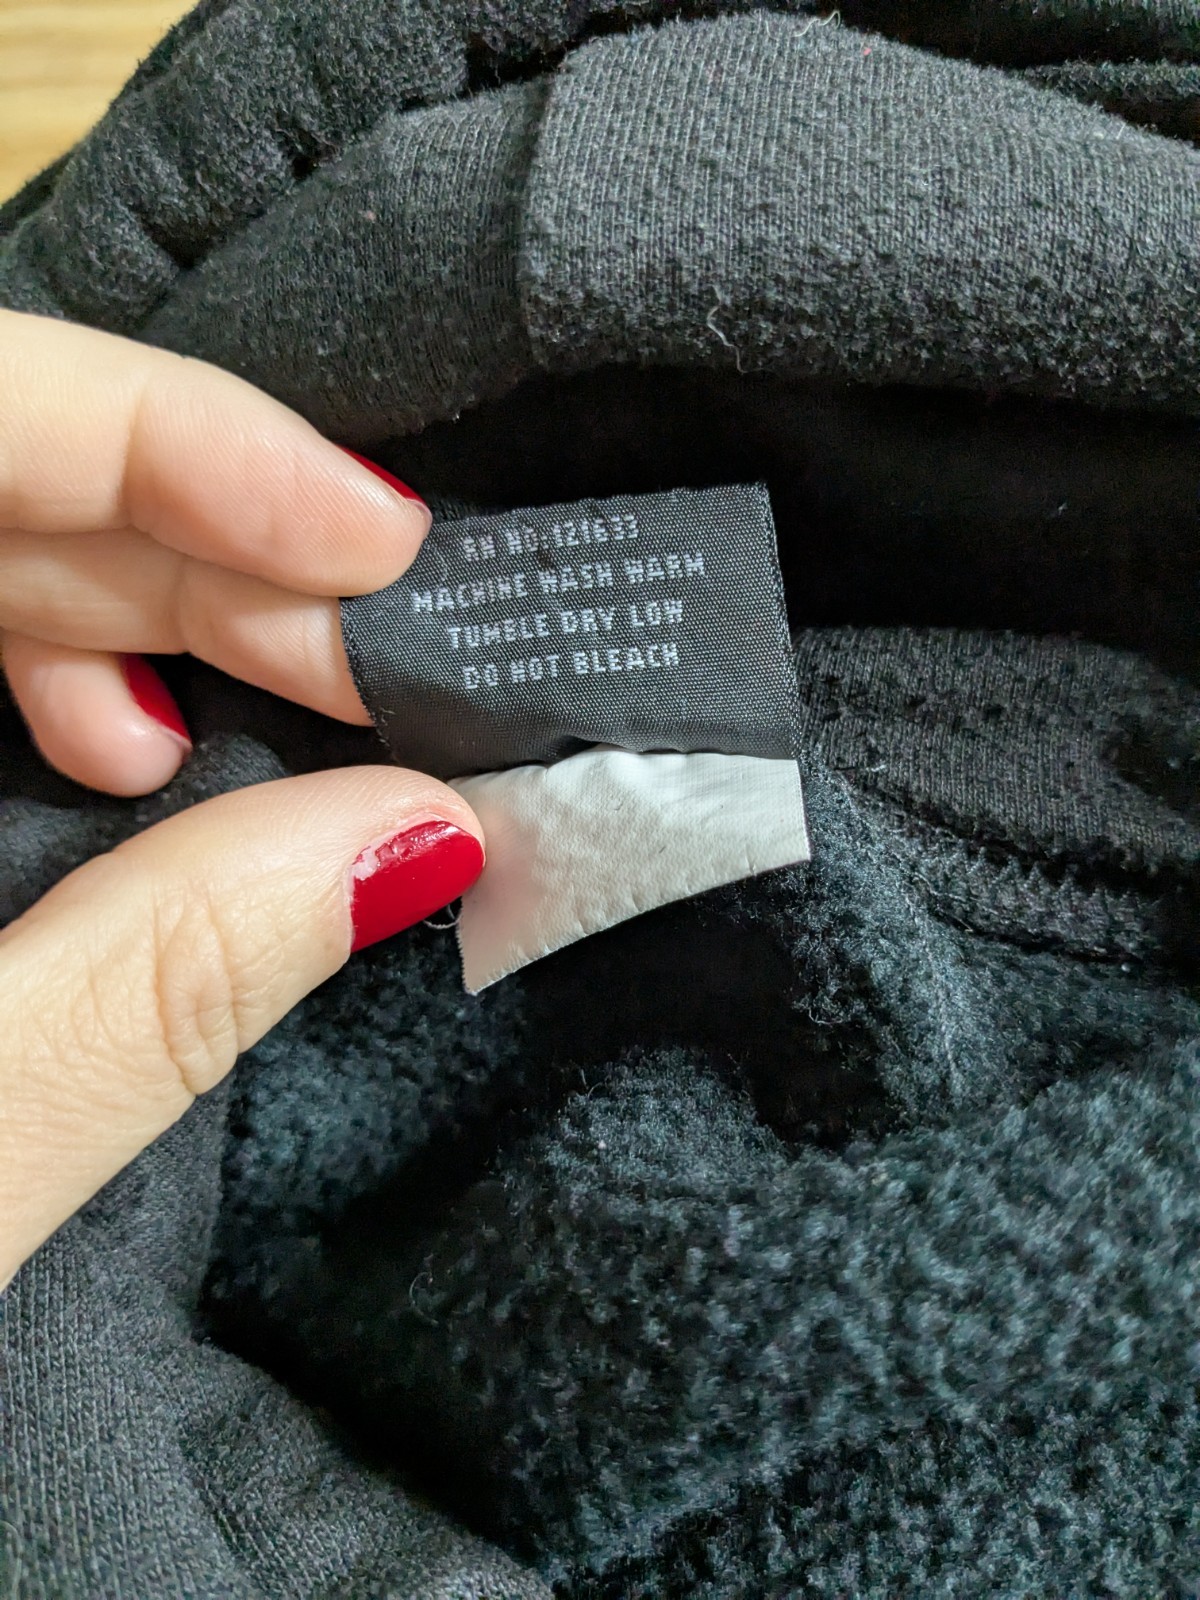 RN NO.121633
MACHINE WASH WARM
TUMBLE DRY LOW
DO NOT BLEACH